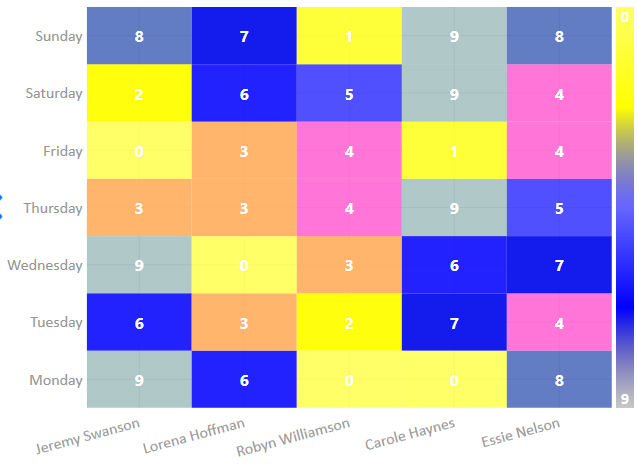 Sunday 8 7 1 9 8 0
Saturday 2 6 5 9 4
Friday 0 3 4 1 4
Thursday 3 3 4 9 5
Wednesday 9 0 3 6 7
Tuesday 6 3 2 7 4
Monday 9 6 0 0 8 9
Jeremy Swanson Lorena Hoffman Robyn Williamson Carole Haynes Essie Nelson